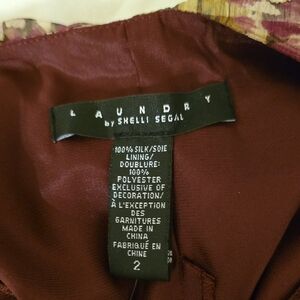 LAUNDRY
by SHELLI SEGAL
100% SILK/SOIE
LINING/
DOUBLURE:
100%
POLYESTER
EXCLUSIVE OF
DECORATION/
À L'EXCEPTION
DES
GARNITURES
MADE IN
CHINA
FABRIQUÉ EN
CHINE
2